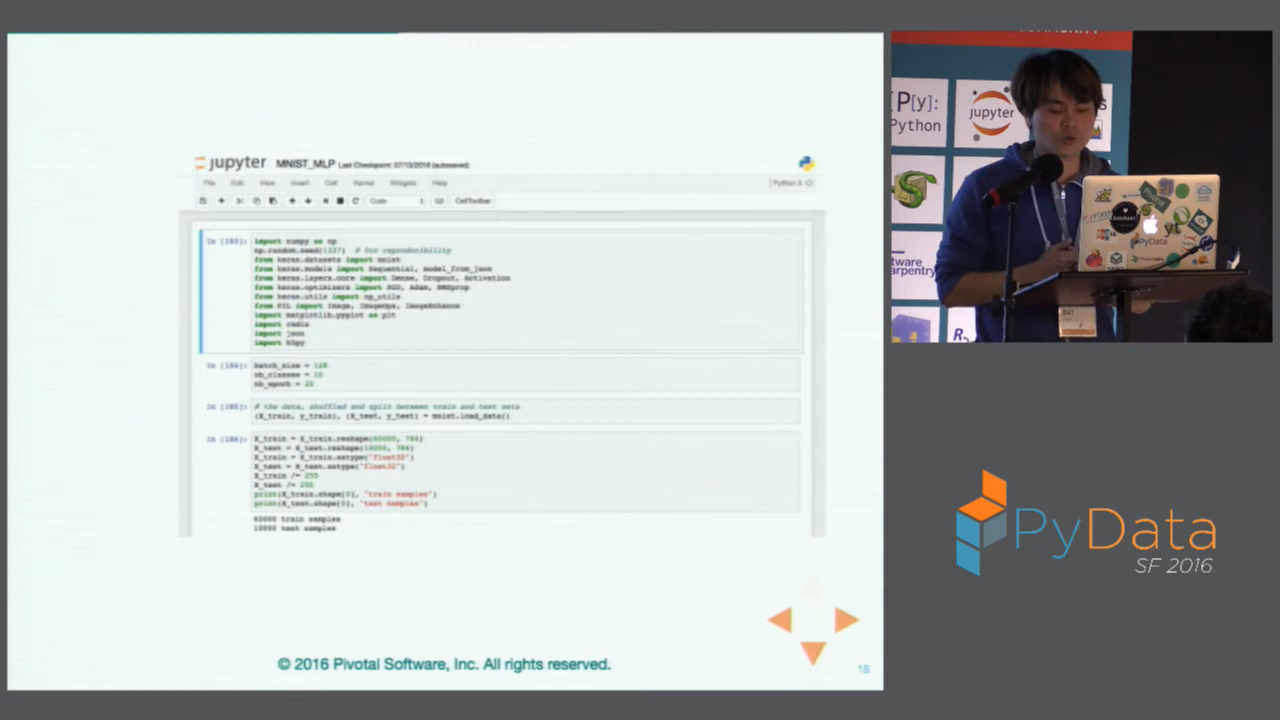 jupyter MNIST_MLP Last Checkpoint: 07/13/2016 (autosaved)
File Edit View Insert Cell Kernel Widgets Help
Python 3
Code CellToolbar
In [183]: import numpy as np
np.random.seed(1337) # for reproducibility
from keras.datasets import mnist
from keras.models import Sequential, model_from_json
from keras.layers.core import Dense, Dropout, Activation
from keras.optimizers import SGD, Adam, RMSprop
from keras.utils import np_utils
from PIL import Image, ImageOps, ImageEnhance
import matplotlib.pyplot as plt
import redis
import json
import h5py
In [184]: batch_size = 128
nb_classes = 10
nb_epoch = 20
In [185]: # the data, shuffled and split between train and test sets
(X_train, y_train), (X_test, y_test) = mnist.load_data()
In [186]: X_train = X_train.reshape(60000, 784)
X_test = X_test.reshape(10000, 784)
X_train = X_train.astype("float32")
X_test = X_test.astype("float32")
X_train /= 255
X_test /= 255
print(X_train.shape[0], "train samples")
print(X_test.shape[0], "test samples")
60000 train samples
10000 test samples
© 2016 Pivotal Software, Inc. All rights reserved.
18
P[y]:
Python
jupyter
PyData
PyData
SF 2016